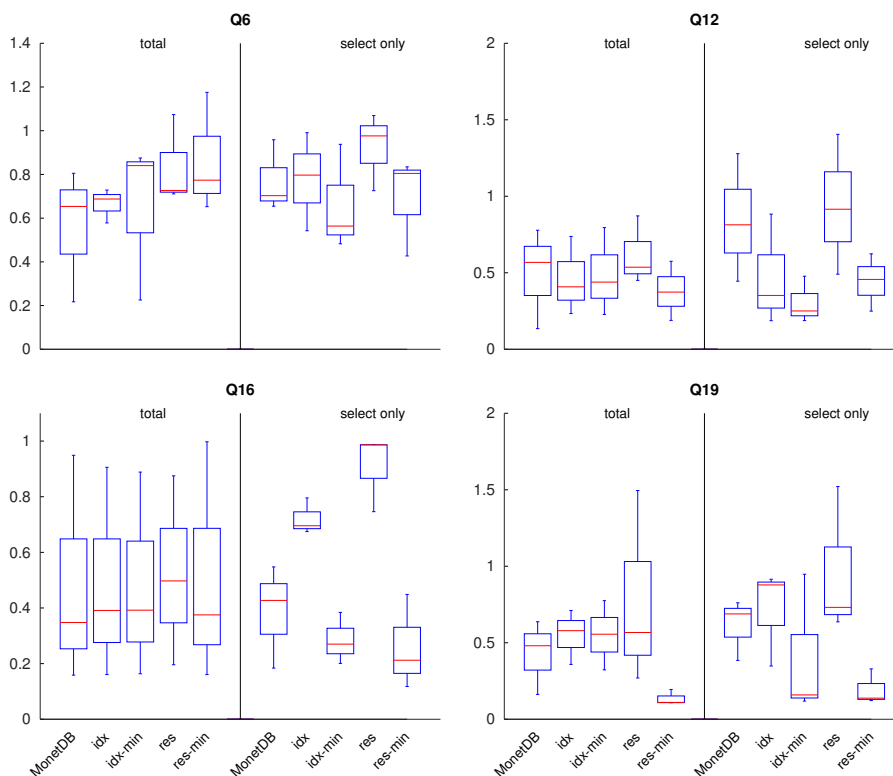 Q6
total
select only
1.4
1.2
1
0.8
0.6
0.4
0.2
0
Q12
total
select only
2
1.5
1
0.5
0
Q16
total
select only
1
0.8
0.6
0.4
0.2
0
MonetDB
idx
idx-min
res
res-min
MonetDB
idx
idx-min
res
res-min
Q19
total
select only
2
1.5
1
0.5
0
MonetDB
idx
idx-min
res
res-min
MonetDB
idx
idx-min
res
res-min